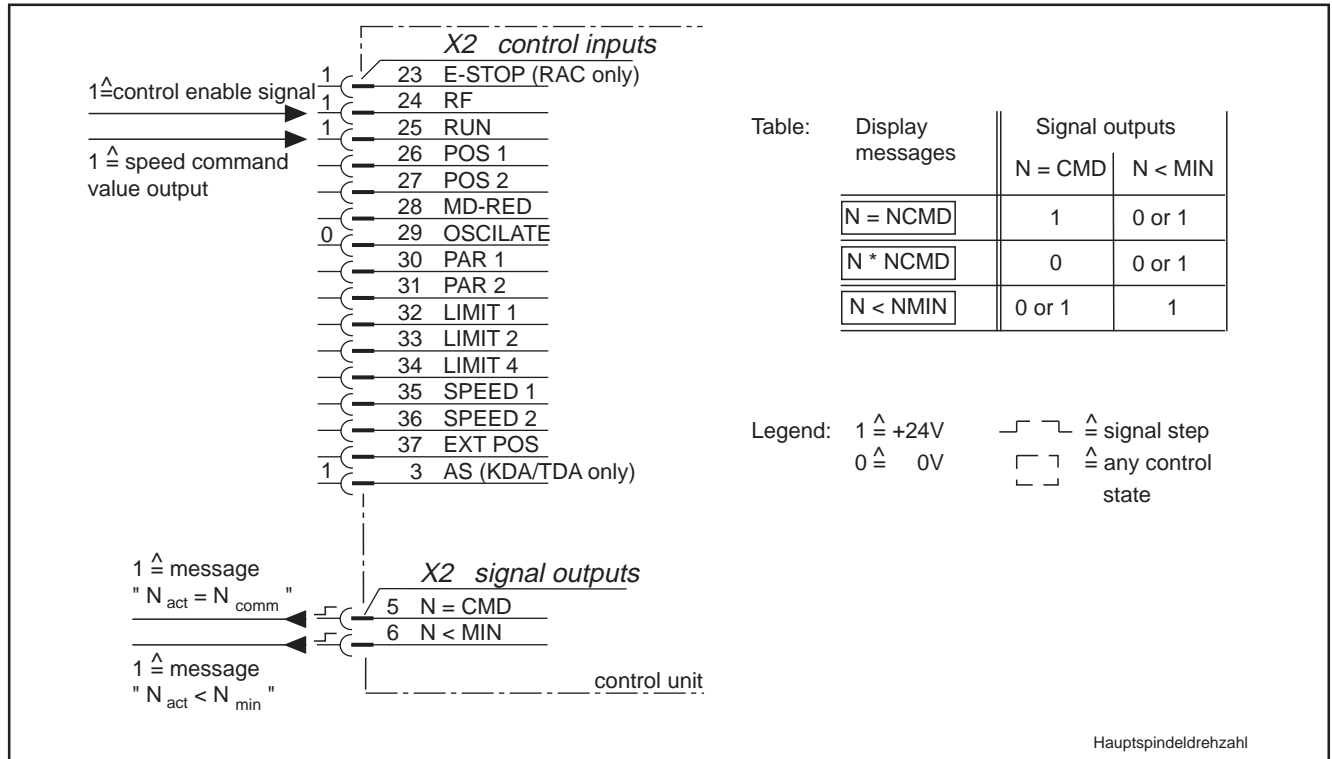 X2 control inputs
1 23 E-STOP (RAC only)
1≙control enable signal
1 24 RF
1 25 RUN
1 ≙ speed command
value output
26 POS 1
27 POS 2
28 MD-RED
0 29 OSCILATE
30 PAR 1
31 PAR 2
32 LIMIT 1
33 LIMIT 2
34 LIMIT 4
35 SPEED 1
36 SPEED 2
37 EXT POS
1 3 AS (KDA/TDA only)
Table: Display messages Signal outputs
N = CMD N < MIN
N = NCMD 1 0 or 1
N * NCMD 0 0 or 1
N < NMIN 0 or 1 1
Legend: 1 ≙ +24V ≙ signal step
0 ≙ 0V ≙ any control
state
X2 signal outputs
1 ≙ message
" N act = N comm "
5 N = CMD
6 N < MIN
1 ≙ message
" N act < N min "
control unit
Hauptspindeldrehzahl